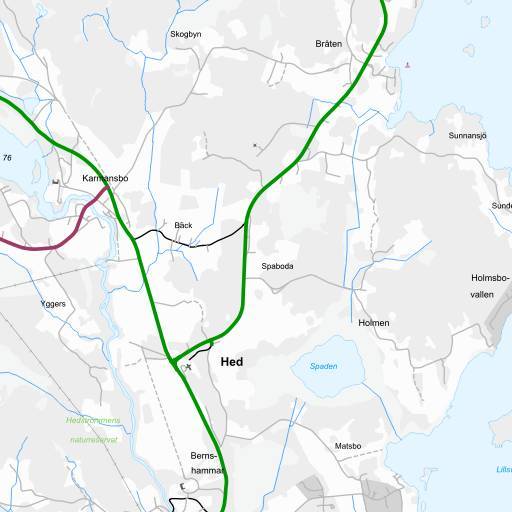 Skogbyn
Bråten
Sunnansjö
76
Karmansbo
Sunde
Bäck
Spaboda
Holmsbo-
vallen
Yggers
Holmen
Hed
Spaden
Hedströmmens
naturreservat
Matsbo
Berns-
hammar
Lills